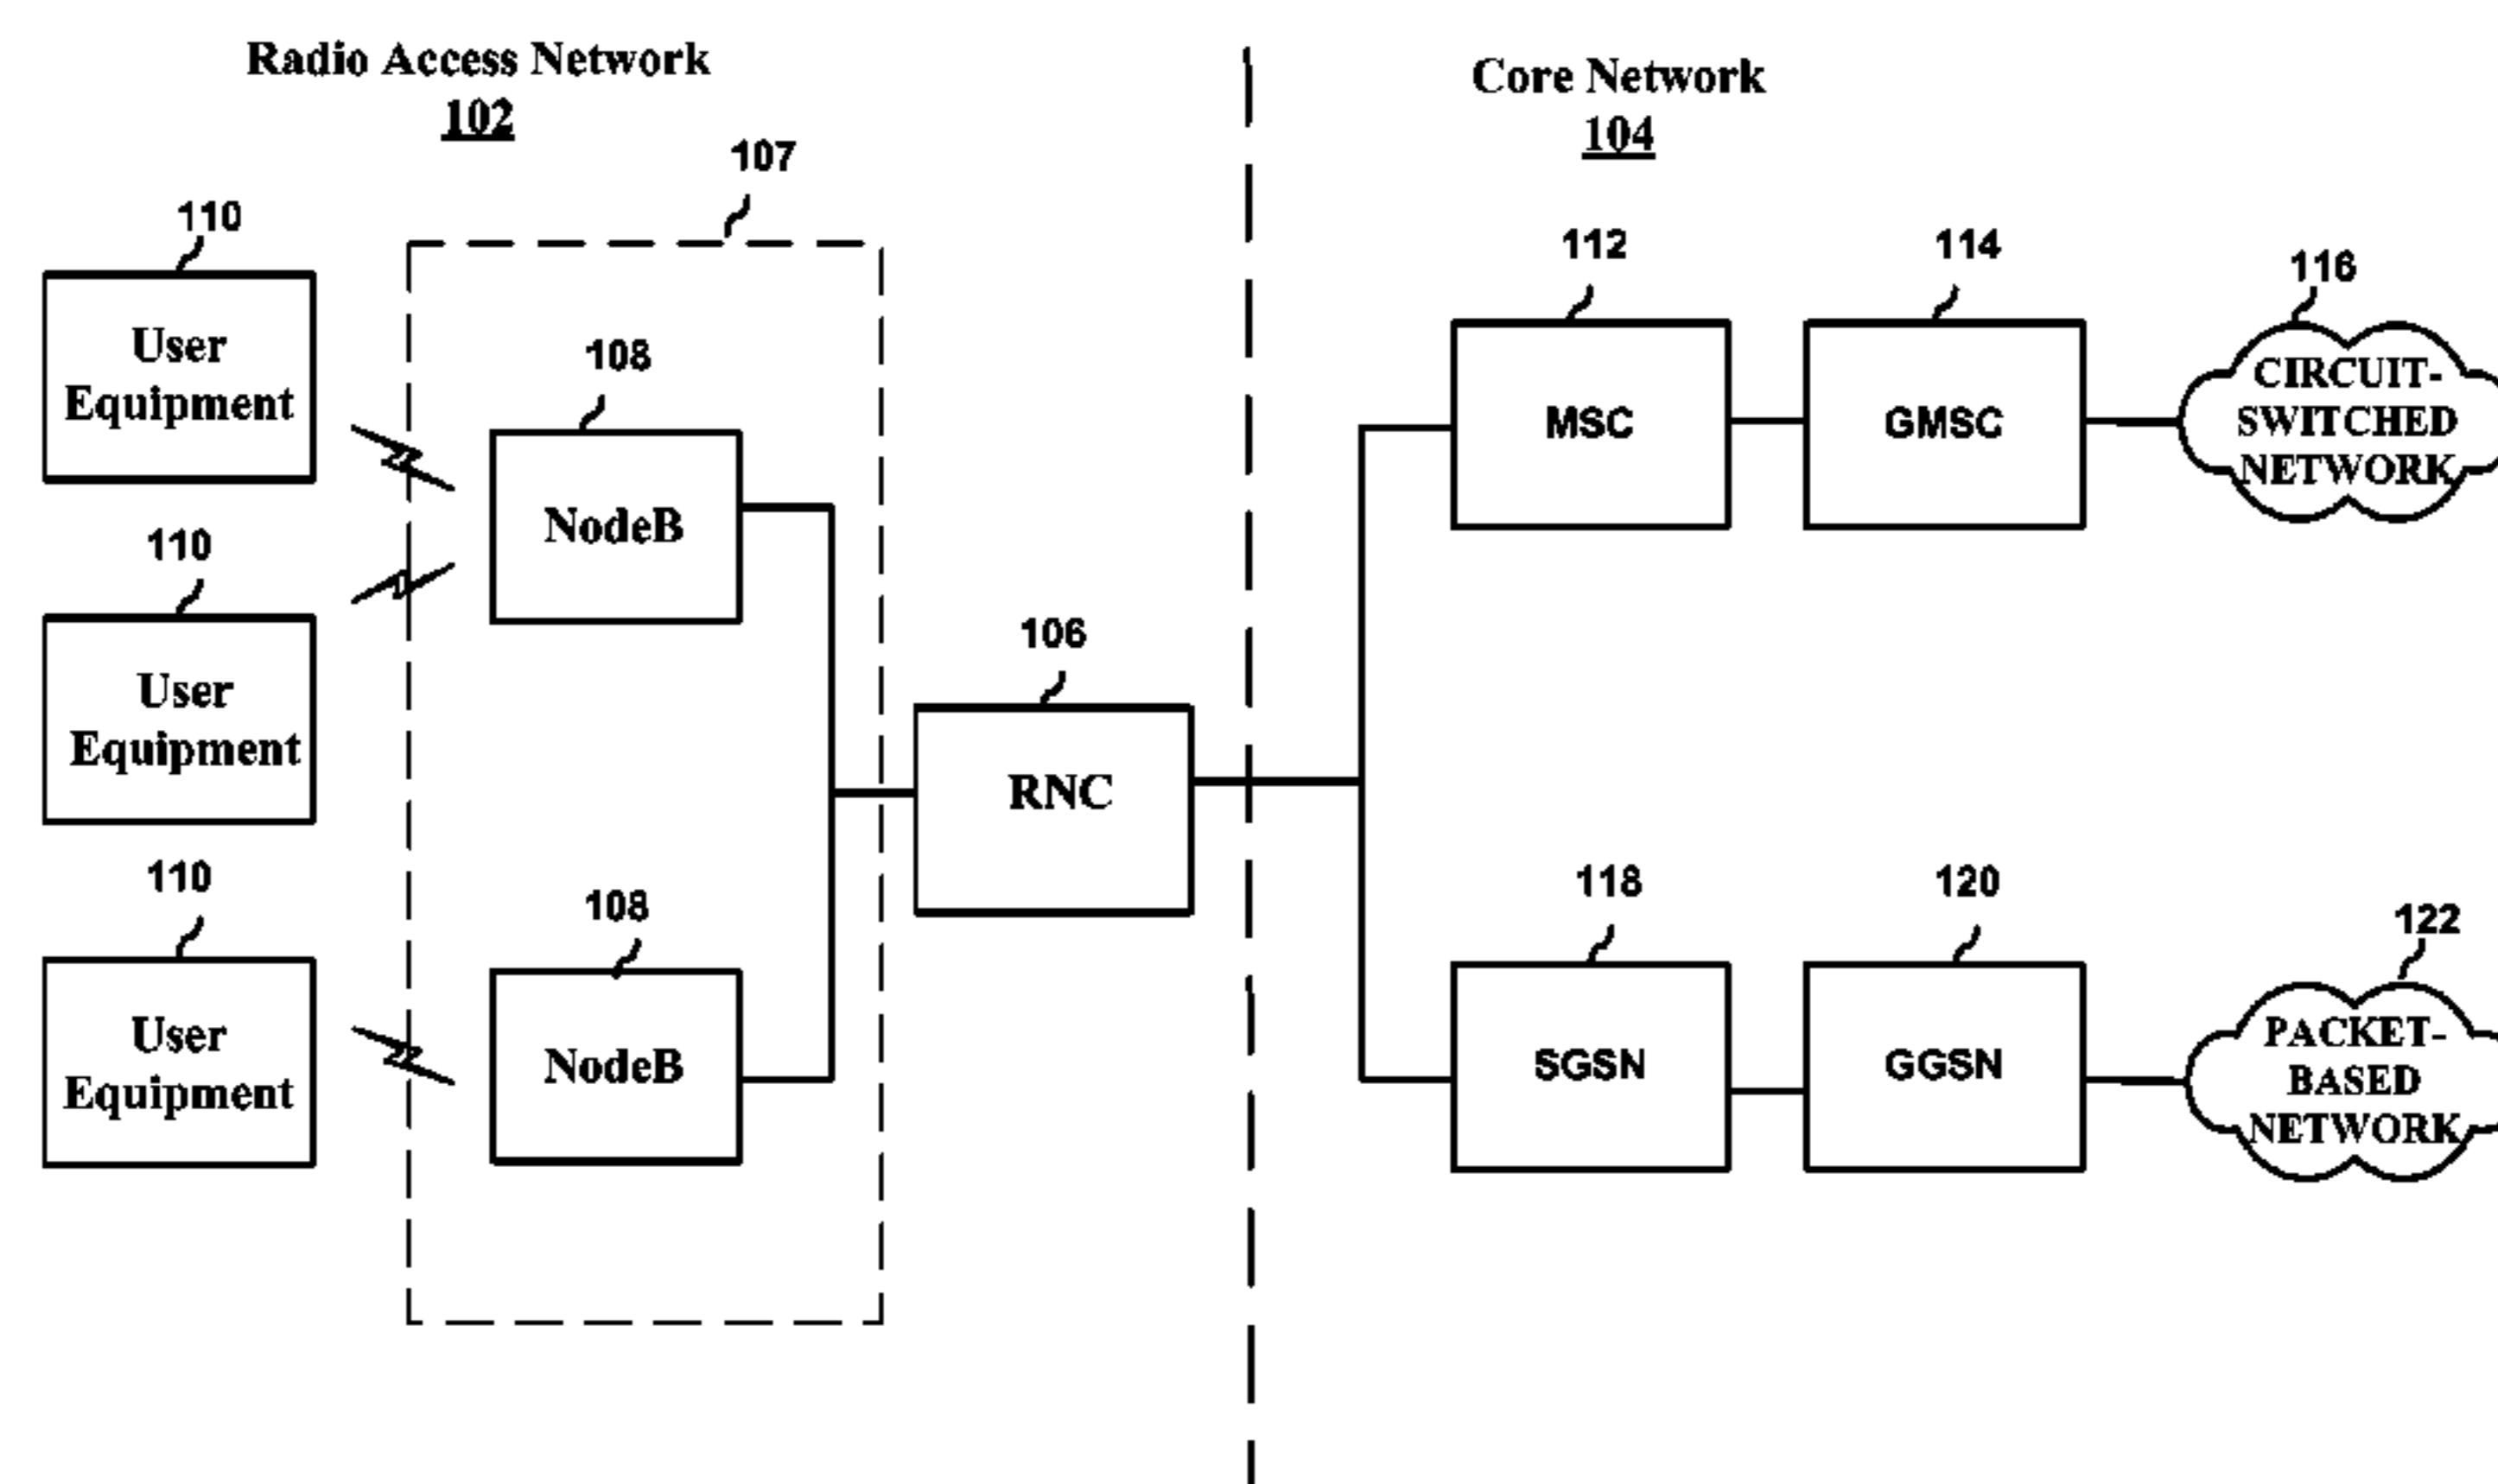 Radio Access Network
102
Core Network
104
107
110
User
Equipment
108
NodeB
110
User
Equipment
106
RNC
110
User
Equipment
108
NodeB
112
MSC
114
GMSC
116
CIRCUIT-
SWITCHED
NETWORK
118
SGSN
120
GGSN
122
PACKET-
BASED
NETWORK